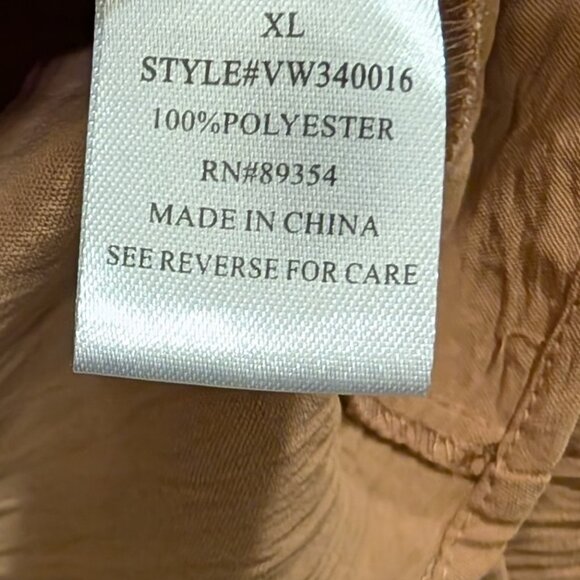 XL
STYLE#VW340016
100%POLYESTER
RN#89354
MADE IN CHINA
SEE REVERSE FOR CARE